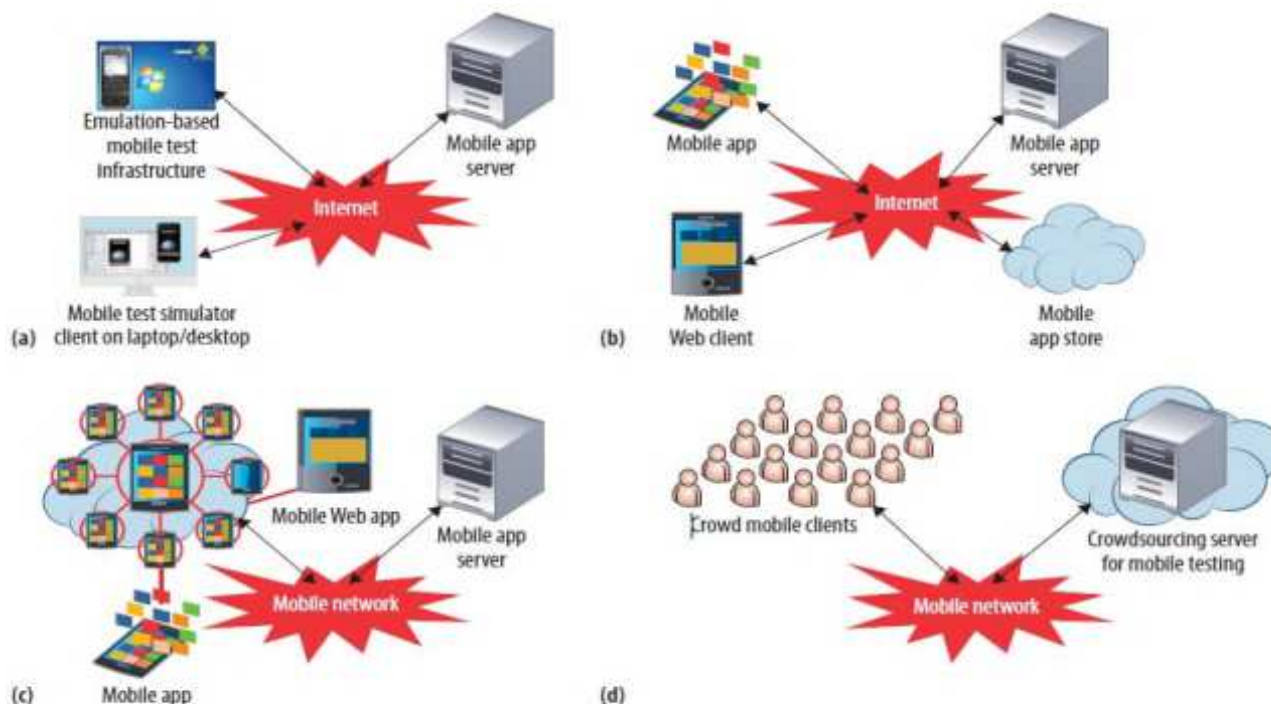 Emulation-based
mobile test
infrastructure
Mobile app
server
Internet
Mobile test simulator
client on laptop/desktop
(a)
Mobile app
Mobile app
server
Internet
Mobile
Web client
Mobile
app store
(b)
Mobile Web app
Mobile app
server
Mobile network
Mobile app
(c)
Crowd mobile clients
Crowdsourcing server
for mobile testing
Mobile network
(d)